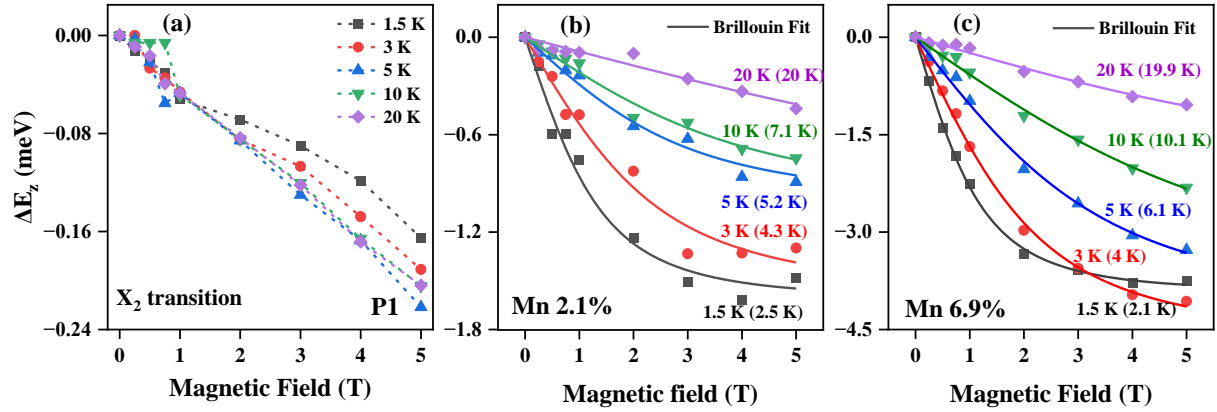 (a)
1.5 K
3 K
5 K
10 K
20 K
X₂ transition
P1
0.00
−0.08
−0.16
−0.24
ΔE_z (meV)
0 1 2 3 4 5
Magnetic Field (T)
(b)
Brillouin Fit
20 K (20 K)
10 K (7.1 K)
5 K (5.2 K)
3 K (4.3 K)
1.5 K (2.5 K)
Mn 2.1%
0.0
−0.6
−1.2
−1.8
0 1 2 3 4 5
Magnetic field (T)
(c)
Brillouin Fit
20 K (19.9 K)
10 K (10.1 K)
5 K (6.1 K)
3 K (4 K)
1.5 K (2.1 K)
Mn 6.9%
0.0
−1.5
−3.0
−4.5
0 1 2 3 4 5
Magnetic Field (T)